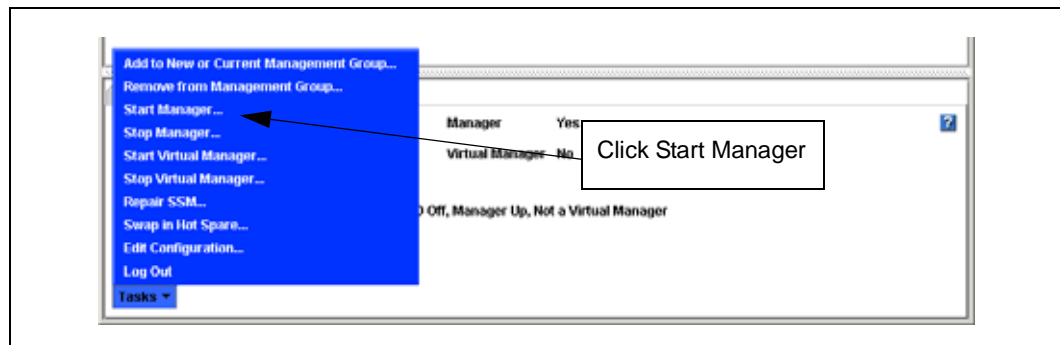 Add to New or Current Management Group...
Remove from Management Group...
Start Manager...
Stop Manager...
Start Virtual Manager...
Stop Virtual Manager...
Repair SSM...
Swap in Hot Spare...
Edit Configuration...
Log Out
Tasks
Manager Yes
Virtual Manager No
Off, Manager Up, Not a Virtual Manager
?
Click Start Manager